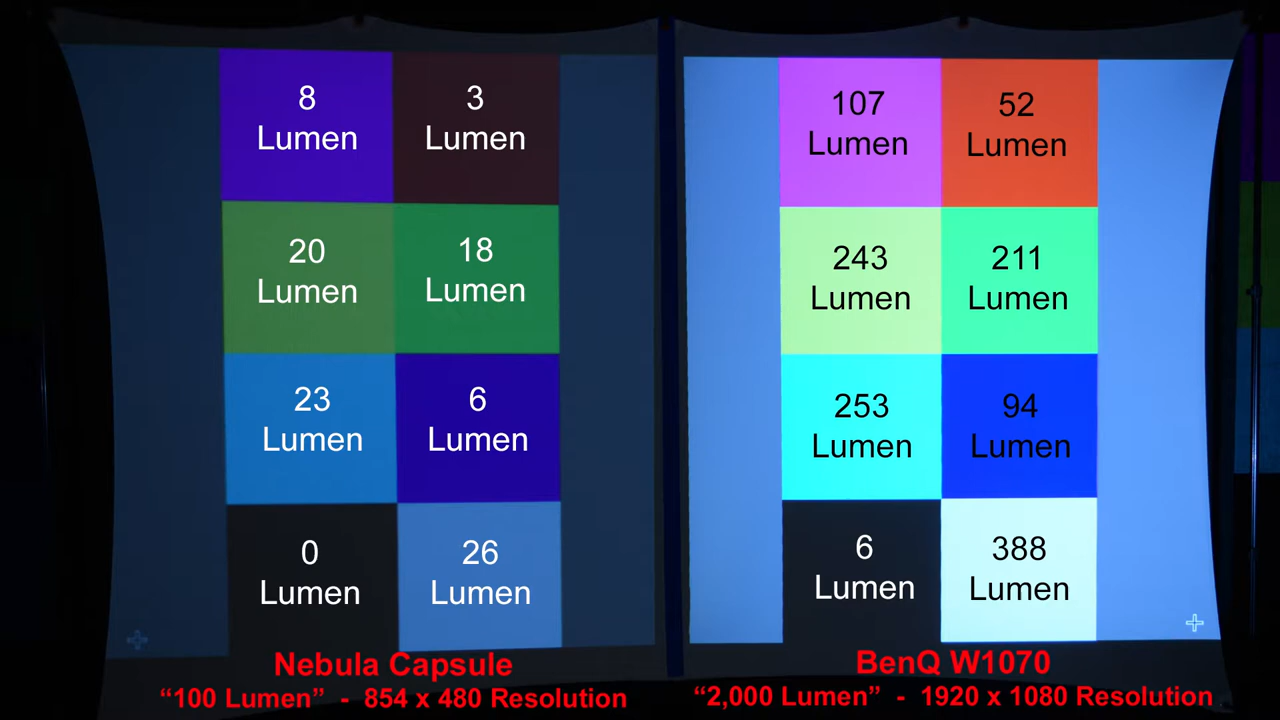 8
Lumen
3
Lumen
20
Lumen
18
Lumen
23
Lumen
6
Lumen
0
Lumen
26
Lumen
Nebula Capsule
“100 Lumen” - 854 x 480 Resolution
107
Lumen
52
Lumen
243
Lumen
211
Lumen
253
Lumen
94
Lumen
6
Lumen
388
Lumen
BenQ W1070
“2,000 Lumen” - 1920 x 1080 Resolution